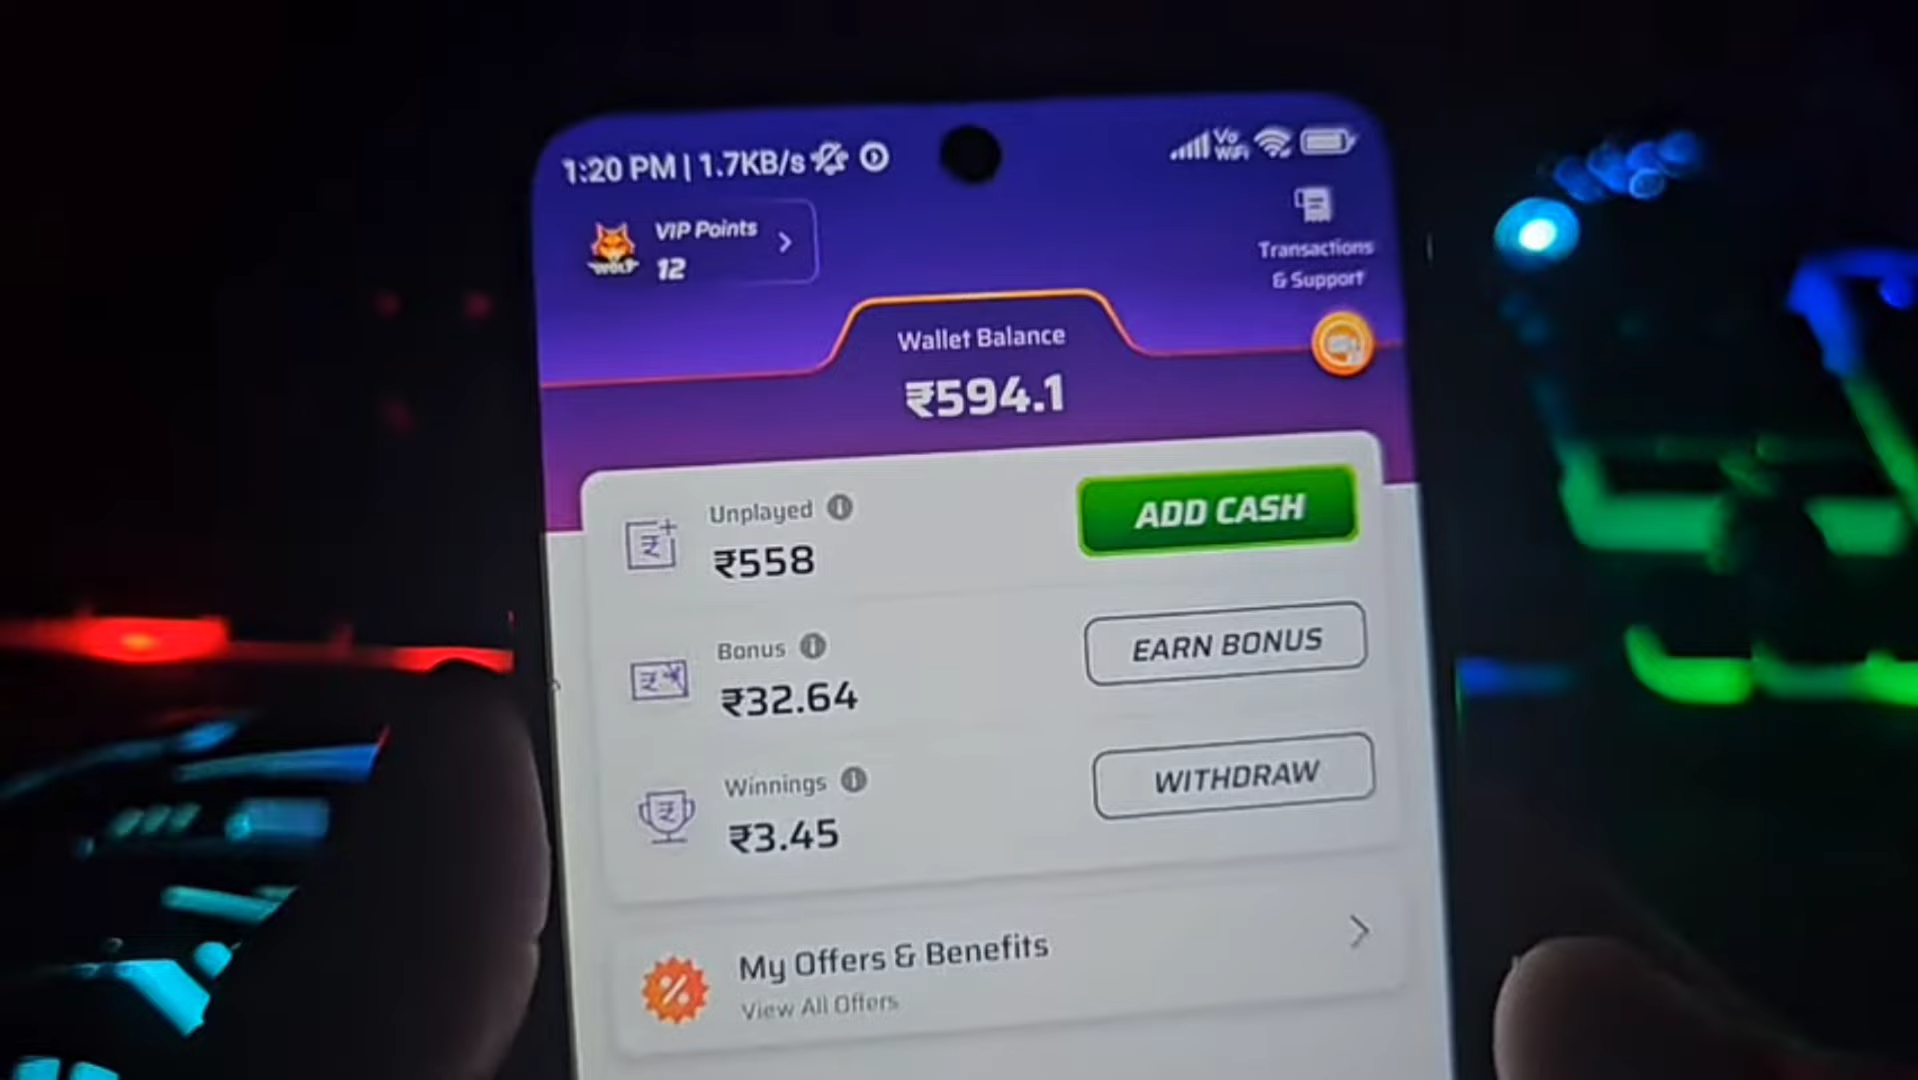 1:20 PM | 1.7KB/s
Vo
WiFi
VIP Points
12
WOLF
Transactions
& Support
Wallet Balance
₹594.1
Unplayed
₹558
ADD CASH
Bonus
₹32.64
EARN BONUS
Winnings
₹3.45
WITHDRAW
My Offers & Benefits
View All Offers